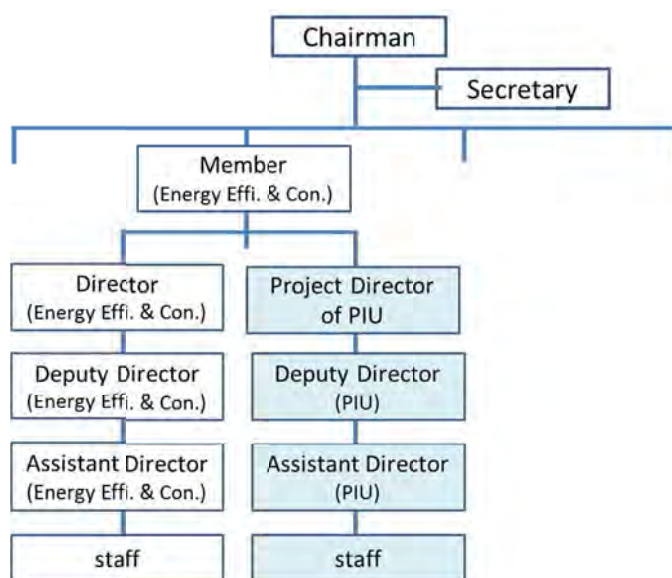 Chairman
Secretary
Member
(Energy Effi. & Con.)
Director
(Energy Effi. & Con.)
Project Director
of PIU
Deputy Director
(Energy Effi. & Con.)
Deputy Director
(PIU)
Assistant Director
(Energy Effi. & Con.)
Assistant Director
(PIU)
staff
staff